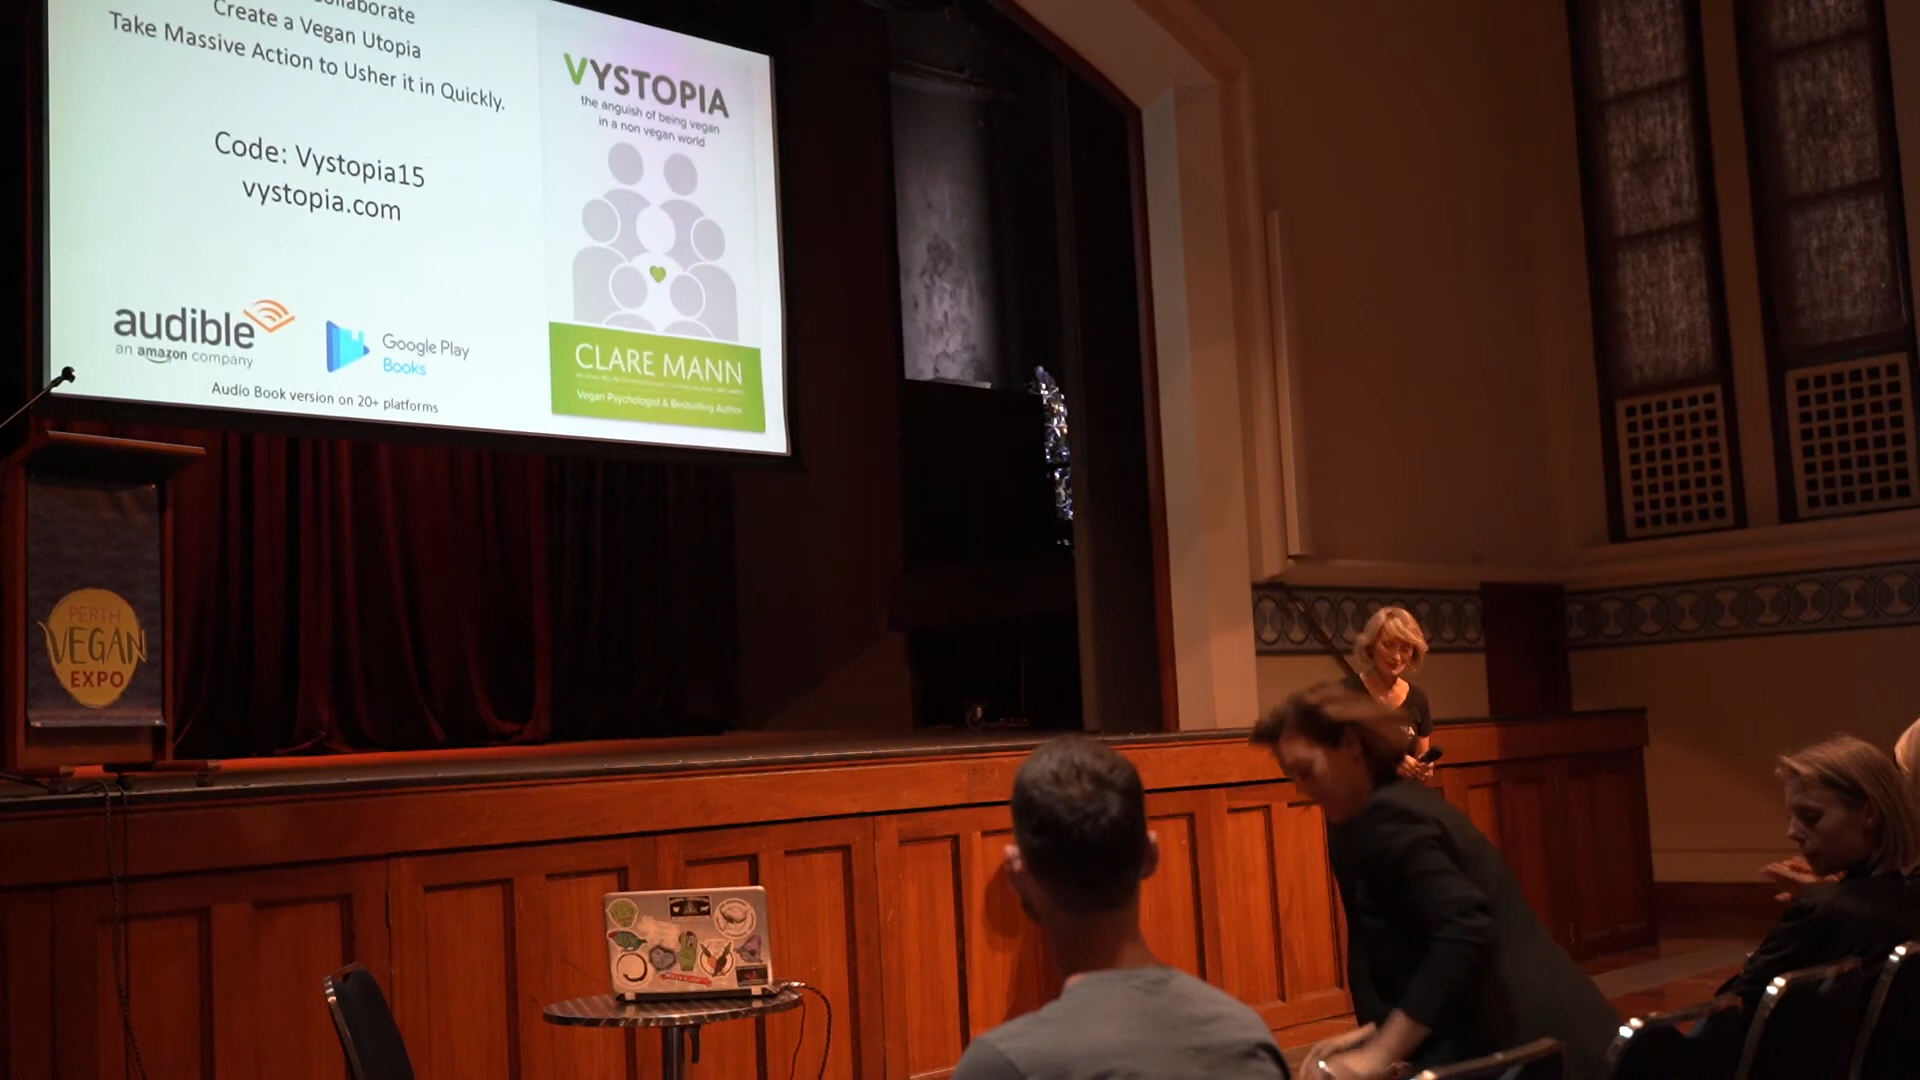 Create a Vegan Utopia
Take Massive Action to Usher it in Quickly.
Code: Vystopia15
vystopia.com
audible
an amazon company
Google Play
Books
Audio Book version on 20+ platforms
VYSTOPIA
the anguish of being vegan
in a non vegan world
CLARE MANN
Vegan Psychologist & Bestselling Author
PERTH
VEGAN
EXPO